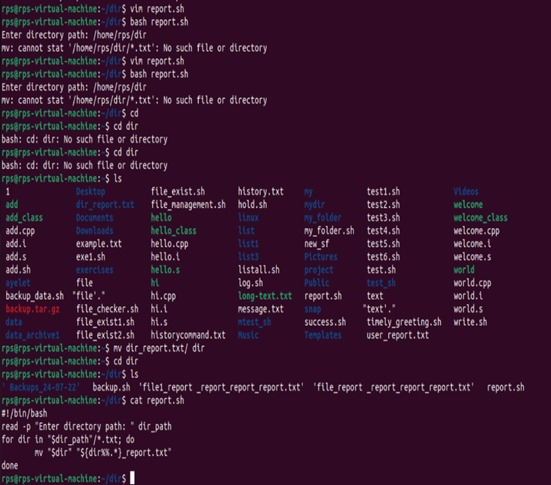 rps@rps-virtual-machine:~/dir$ vim report.sh
rps@rps-virtual-machine:~/dir$ bash report.sh
Enter directory path: /home/rps/dir
mv: cannot stat '/home/rps/dir/*.txt': No such file or directory
rps@rps-virtual-machine:~/dir$ vim report.sh
rps@rps-virtual-machine:~/dir$ bash report.sh
Enter directory path: /home/rps/dir
mv: cannot stat '/home/rps/dir/*.txt': No such file or directory
rps@rps-virtual-machine:~/dir$ cd
rps@rps-virtual-machine:~$ cd dir
bash: cd: dir: No such file or directory
rps@rps-virtual-machine:~$ cd dir
bash: cd: dir: No such file or directory
rps@rps-virtual-machine:~$ ls
1 Desktop file_exist.sh history.txt my test1.sh Videos
add dir_report.txt file_management.sh hold.sh mydir test2.sh welcome
add_class Documents hello linux my_folder test3.sh welcome_class
add.cpp Downloads hello_class list my_folder.sh test4.sh welcome.cpp
add.i example.txt hello.cpp list1 new_sf test5.sh welcome.i
add.s exe1.sh hello.i list3 Pictures test6.sh welcome.s
add.sh exercises hello.s listall.sh project test.sh world
ayelet file hi log.sh Public test_sh world.cpp
backup_data.sh "file'." hi.cpp long-text.txt report.sh text world.i
backup.tar.gz file_checker.sh hi.i message.txt snap "text'." world.s
data file_exist1.sh hi.s mtest_sh success.sh timely_greeting.sh write.sh
data_archive1 file_exist2.sh historycommand.txt Music Templates user_report.txt
rps@rps-virtual-machine:~$ mv dir_report.txt/ dir
rps@rps-virtual-machine:~$ cd dir
rps@rps-virtual-machine:~/dir$ ls
' Backups_24-07-22' backup.sh 'file1_report _report_report_report.txt' 'file_report _report_report_report.txt' report.sh
rps@rps-virtual-machine:~/dir$ cat report.sh
#!/bin/bash
read -p "Enter directory path: " dir_path
for dir in "$dir_path"/*.txt; do
mv "$dir" "${dir%%.*}_report.txt"
done
rps@rps-virtual-machine:~/dir$